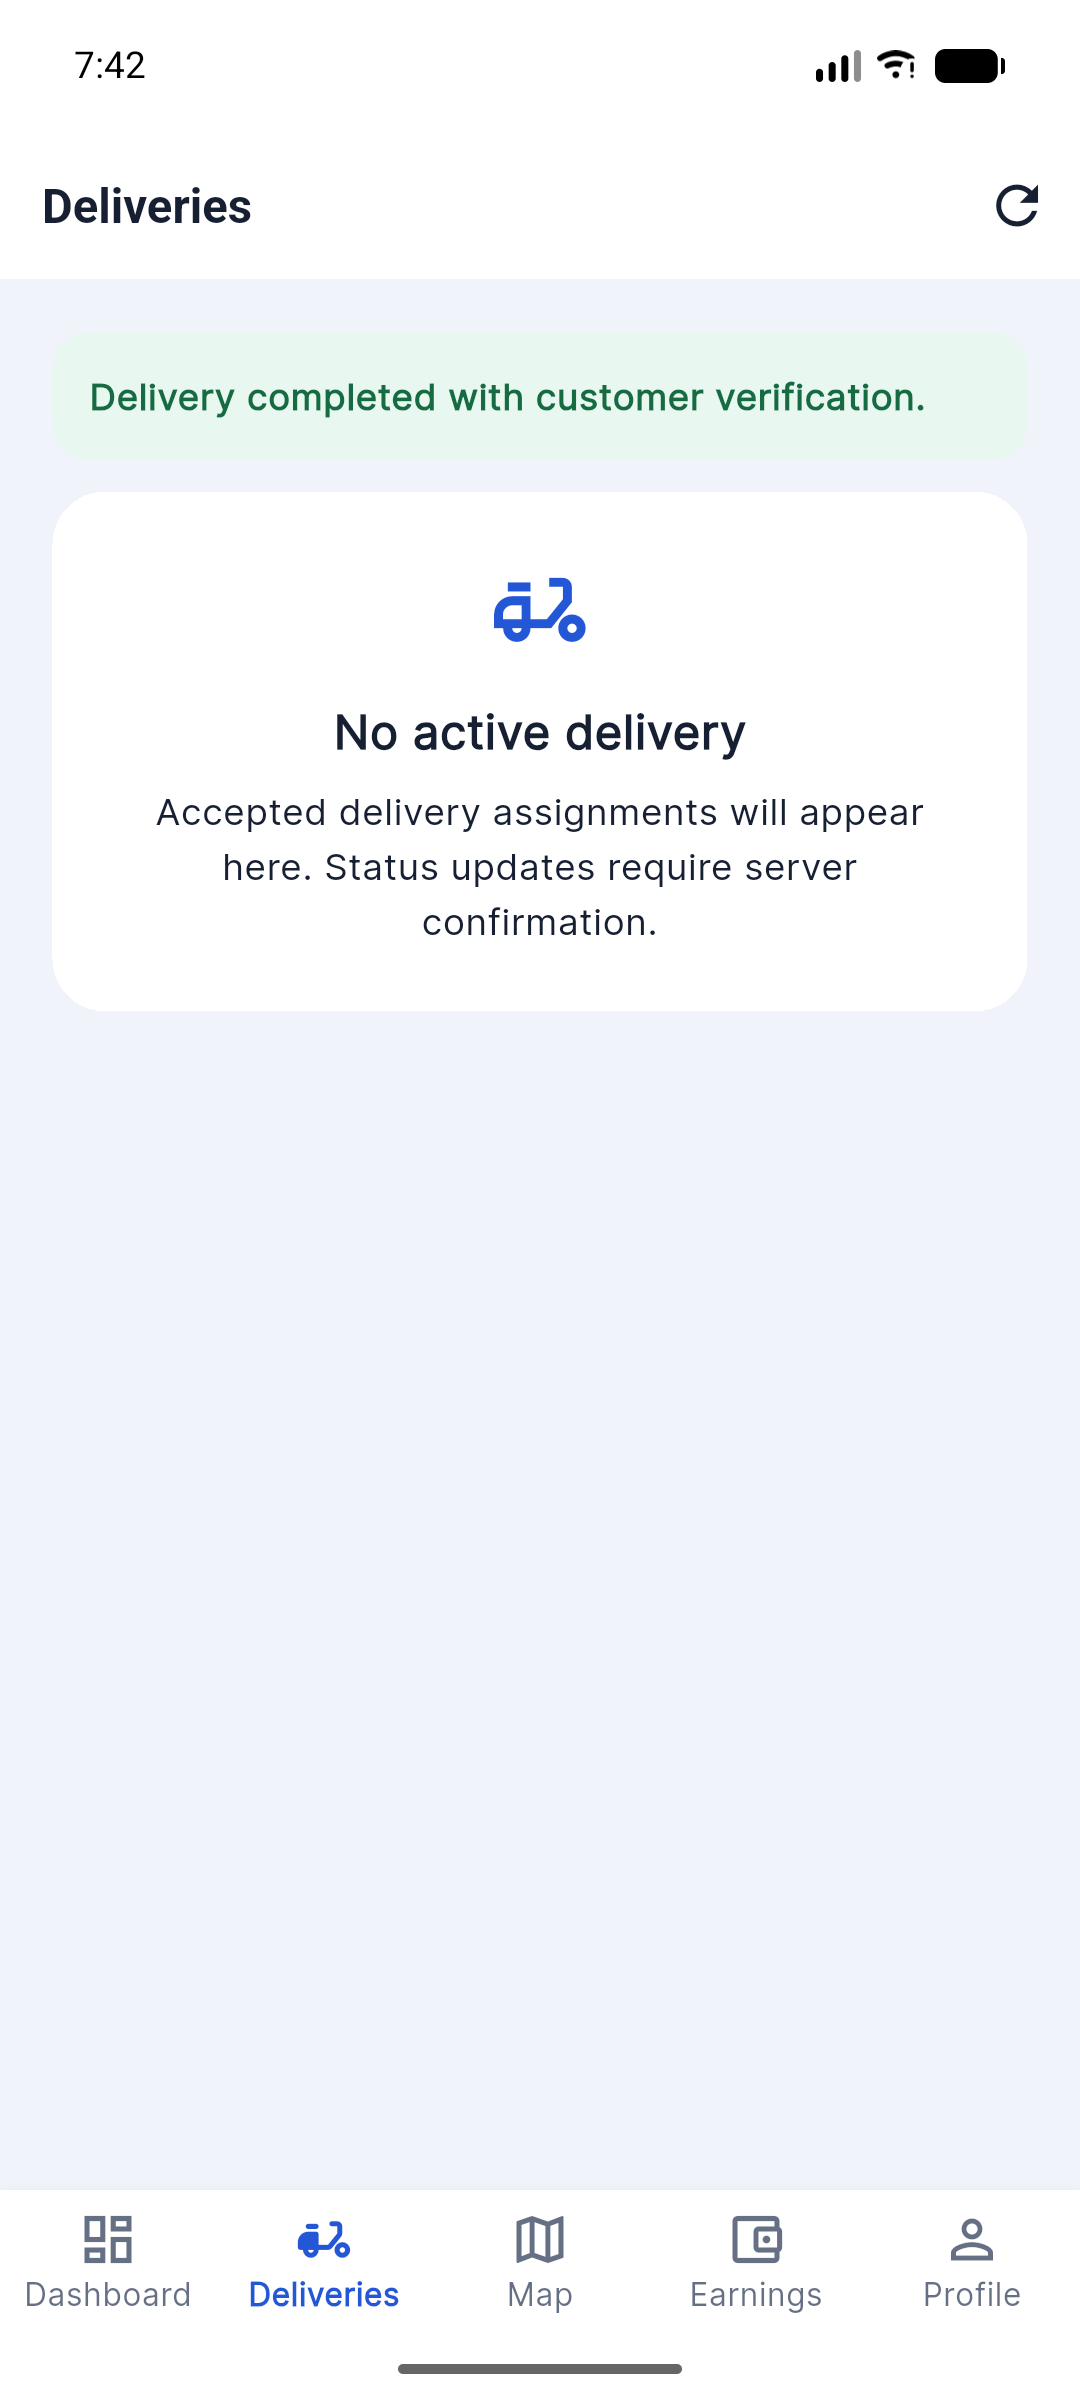 7:42
Deliveries
Delivery completed with customer verification.
No active delivery
Accepted delivery assignments will appear
here. Status updates require server
confirmation.
Dashboard
Deliveries
Map
Earnings
Profile